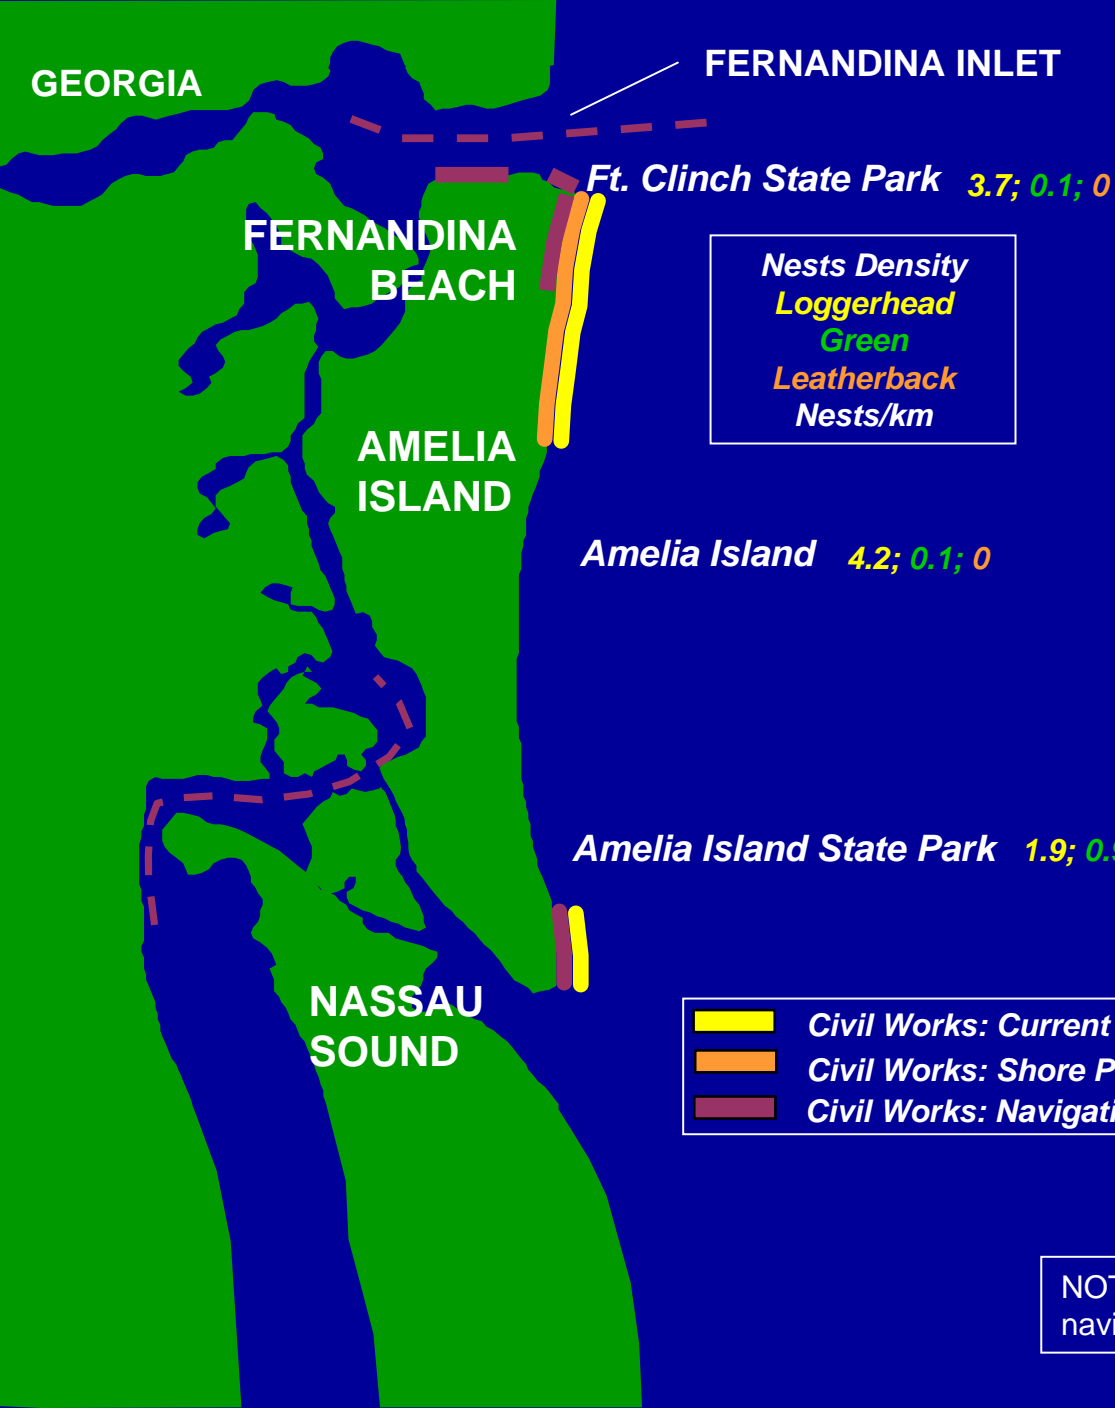 GEORGIA
FERNANDINA INLET
Ft. Clinch State Park 3.7; 0.1; 0
FERNANDINA
BEACH
Nests Density
Loggerhead
Green
Leatherback
Nests/km
AMELIA
ISLAND
Amelia Island 4.2; 0.1; 0
Amelia Island State Park 1.9;
NASSAU
SOUND
Civil Works: Current
Civil Works: Shore
Civil Works: